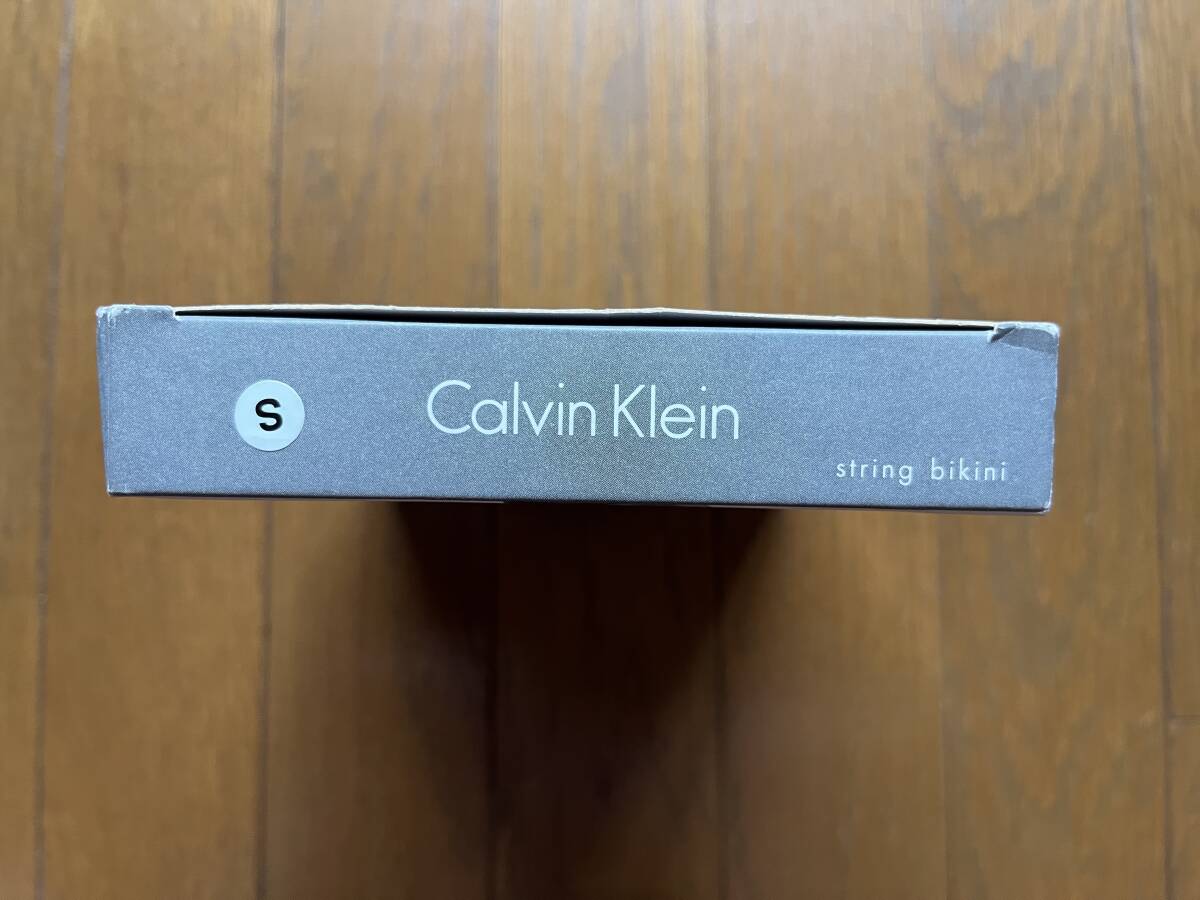 S
Calvin Klein
string bikini